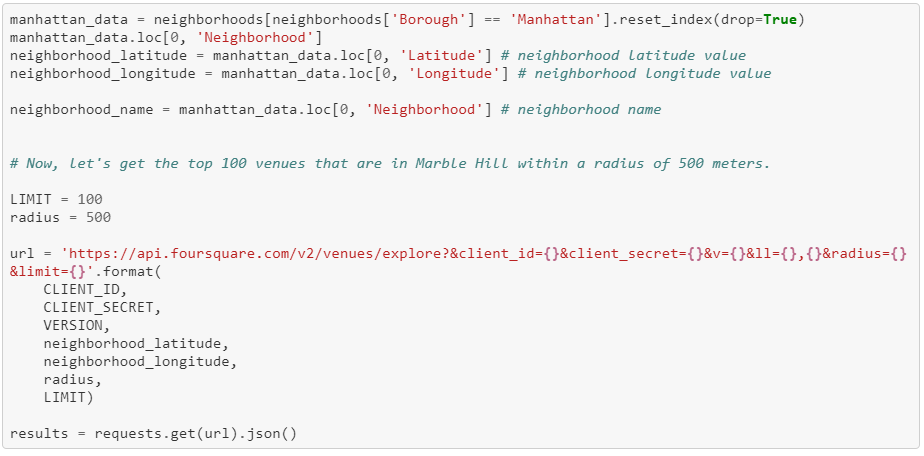 manhattan_data = neighborhoods[neighborhoods['Borough'] == 'Manhattan'].reset_index(drop=True)
manhattan_data.loc[0, 'Neighborhood']
neighborhood_latitude = manhattan_data.loc[0, 'Latitude'] # neighborhood latitude value
neighborhood_longitude = manhattan_data.loc[0, 'Longitude'] # neighborhood longitude value
neighborhood_name = manhattan_data.loc[0, 'Neighborhood'] # neighborhood name
# Now, let's get the top 100 venues that are in Marble Hill within a radius of 500 meters.
LIMIT = 100
radius = 500
url = 'https://api.foursquare.com/v2/venues/explore?&client_id={}&client_secret={}&v={}&ll={},{}&radius={}
&limit={}'.format(
    CLIENT_ID,
    CLIENT_SECRET,
    VERSION,
    neighborhood_latitude,
    neighborhood_longitude,
    radius,
    LIMIT)
results = requests.get(url).json()